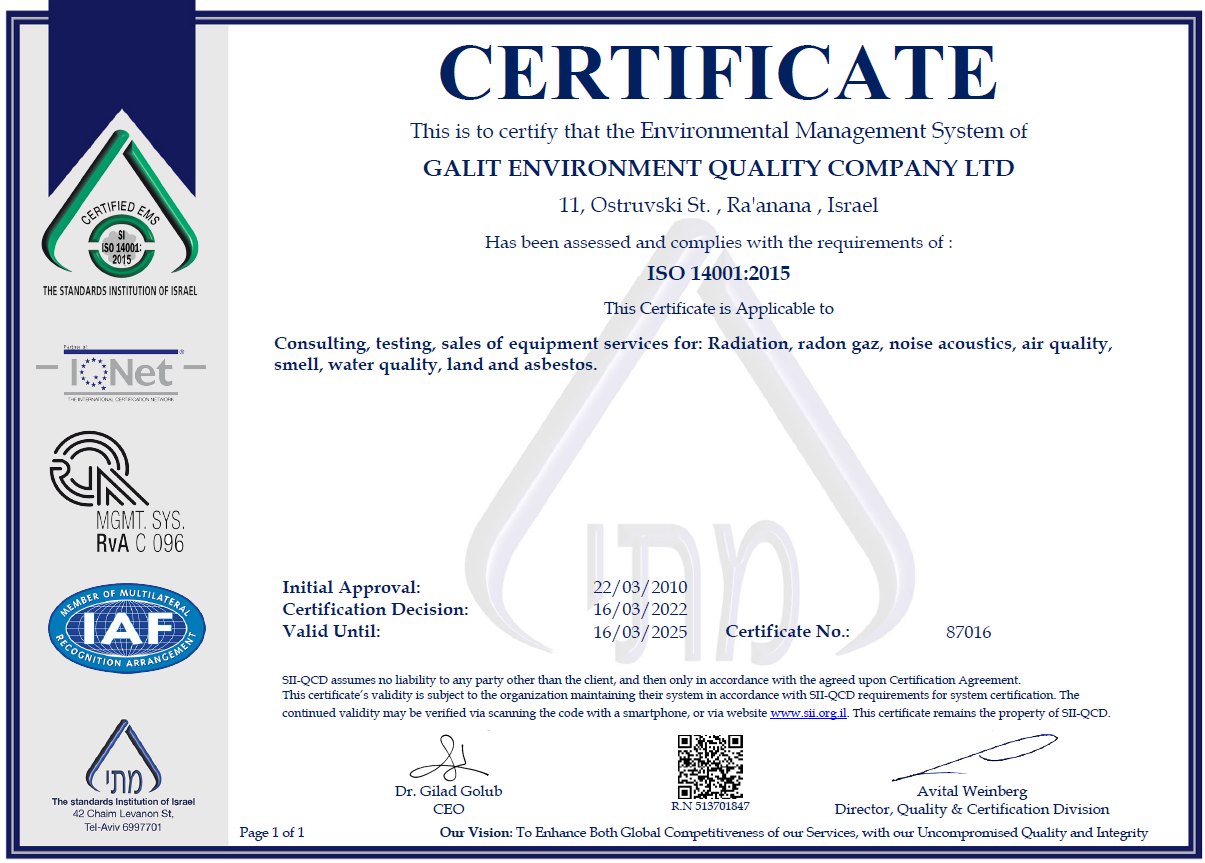 CERTIFICATE
This is to certify that the Environmental Management System of
GALIT ENVIRONMENT QUALITY COMPANY LTD
11, Ostruvski St. , Ra'anana , Israel
Has been assessed and complies with the requirements of :
ISO 14001:2015
This Certificate is Applicable to
Consulting, testing, sales of equipment services for: Radiation, radon gaz, noise acoustics, air quality,
smell, water quality, land and asbestos.
CERTIFIED EMS
SI
ISO 14001:
2015
THE STANDARDS INSTITUTION OF ISRAEL
Partner of:
IQNet ®
THE INTERNATIONAL CERTIFICATION NETWORK
MGMT. SYS.
RvA C 096
MEMBER OF MULTILATERAL
IAF
RECOGNITION ARRANGEMENT
מתי
The standards Institution of Israel
42 Chaim Levanon St,
Tel-Aviv 6997701
מתי
Initial Approval: 22/03/2010
Certification Decision: 16/03/2022
Valid Until: 16/03/2025 Certificate No.: 87016
SII-QCD assumes no liability to any party other than the client, and then only in accordance with the agreed upon Certification Agreement.
This certificate's validity is subject to the organization maintaining their system in accordance with SII-QCD requirements for system certification. The
continued validity may be verified via scanning the code with a smartphone, or via website www.sii.org.il. This certificate remains the property of SII-QCD.
Dr. Gilad Golub
CEO
R.N 513701847
Avital Weinberg
Director, Quality & Certification Division
Page 1 of 1
Our Vision: To Enhance Both Global Competitiveness of our Services, with our Uncompromised Quality and Integrity